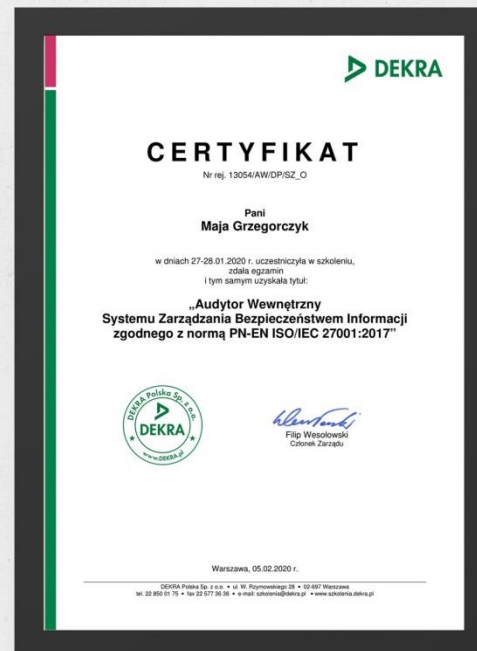 DEKRA
CERTYFIKAT
Nr rej. 13054/AW/DP/SZ_O
Pani
Maja Grzegorczyk
w dniach 27-28.01.2020 r. uczestniczyła w szkoleniu,
zdała egzamin
i tym samym uzyskała tytuł:
„Audytor Wewnętrzny
Systemu Zarządzania Bezpieczeństwem Informacji
zgodnego z normą PN-EN ISO/IEC 27001:2017”
DEKRA Polska Sp. z o.o.
DEKRA
www.DEKRA.pl
Filip Wesołowski
Członek Zarządu
Warszawa, 05.02.2020 r.
DEKRA Polska Sp. z o.o. • ul. W. Rzymowskiego 28 • 02-697 Warszawa
tel. 22 850 01 75 • fax 22 577 36 36 • e-mail: szkolenia@dekra.pl • www.szkolenia.dekra.pl